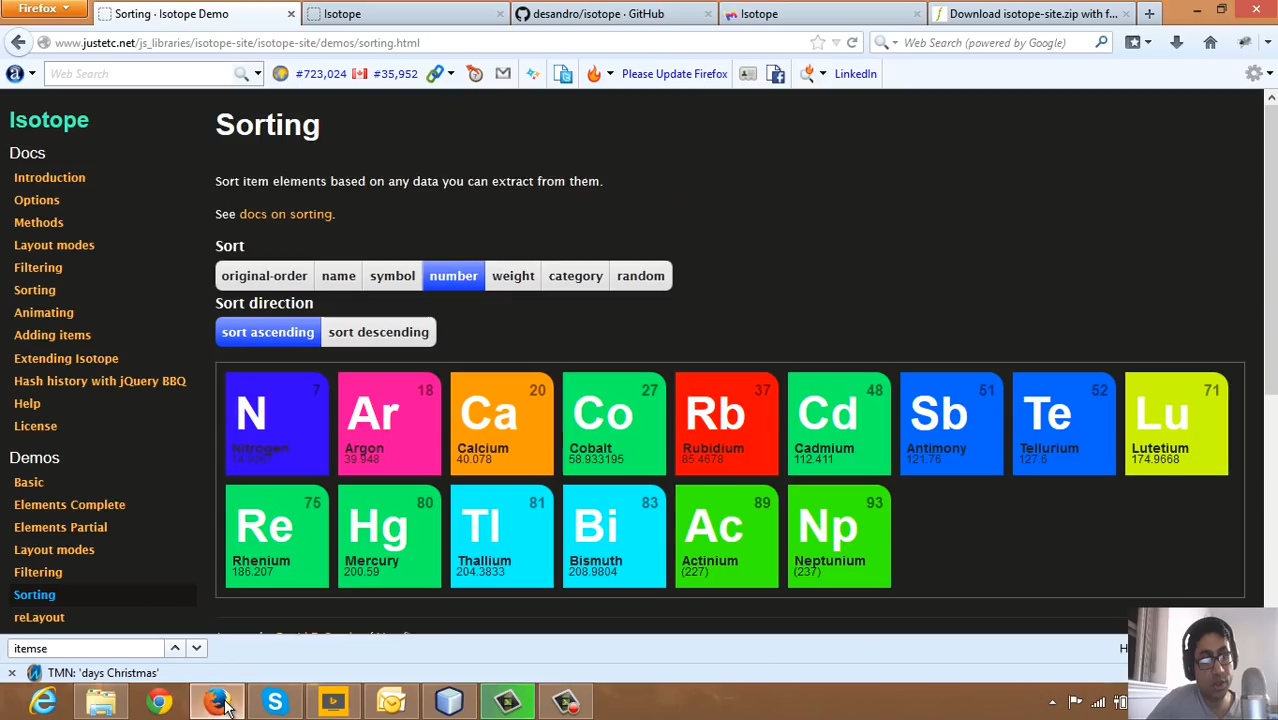 Firefox
Sorting · Isotope Demo
Isotope
desandro/isotope · GitHub
Isotope
Download isotope-site.zip with f...
www.justetc.net/js_libraries/isotope-site/isotope-site/demos/sorting.html
Web Search (powered by Google)
Web Search
#723,024
#35,952
Please Update Firefox
LinkedIn
Isotope
Docs
Introduction
Options
Methods
Layout modes
Filtering
Sorting
Animating
Adding items
Extending Isotope
Hash history with jQuery BBQ
Help
License
Demos
Basic
Elements Complete
Elements Partial
Layout modes
Filtering
Sorting
reLayout
Sorting
Sort item elements based on any data you can extract from them.
See docs on sorting.
Sort
original-order name symbol number weight category random
Sort direction
sort ascending sort descending
7
N
Nitrogen
18
Ar
Argon
39.948
20
Ca
Calcium
40.078
27
Co
Cobalt
58.933195
37
Rb
Rubidium
85.4678
48
Cd
Cadmium
112.411
51
Sb
Antimony
121.76
52
Te
Tellurium
127.6
71
Lu
Lutetium
174.9668
75
Re
Rhenium
186.207
80
Hg
Mercury
200.59
81
Tl
Thallium
204.3833
83
Bi
Bismuth
208.9804
89
Ac
Actinium
(227)
93
Np
Neptunium
(237)
itemse
H
TMN: 'days Christmas'